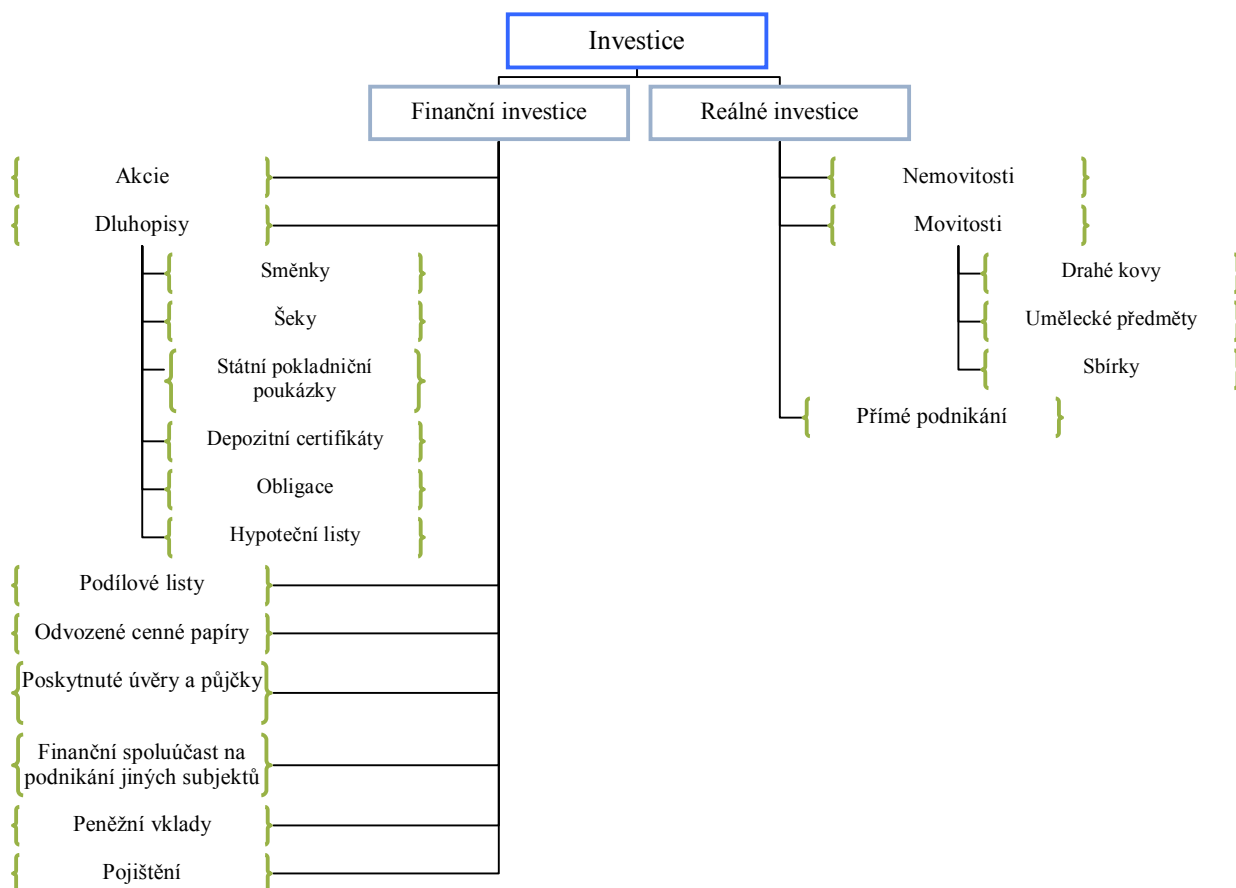 Investice
Finanční investice
Reálné investice
Akcie
Dluhopisy
Směnky
Šeky
Státní pokladniční
poukázky
Depozitní certifikáty
Obligace
Hypoteční listy
Podílové listy
Odvozené cenné papíry
Poskytnuté úvěry a půjčky
Finanční spoluúčast na
podnikání jiných subjektů
Peněžní vklady
Pojištění
Nemovitosti
Movitosti
Drahé kovy
Umělecké předměty
Sbírky
Přímé podnikání